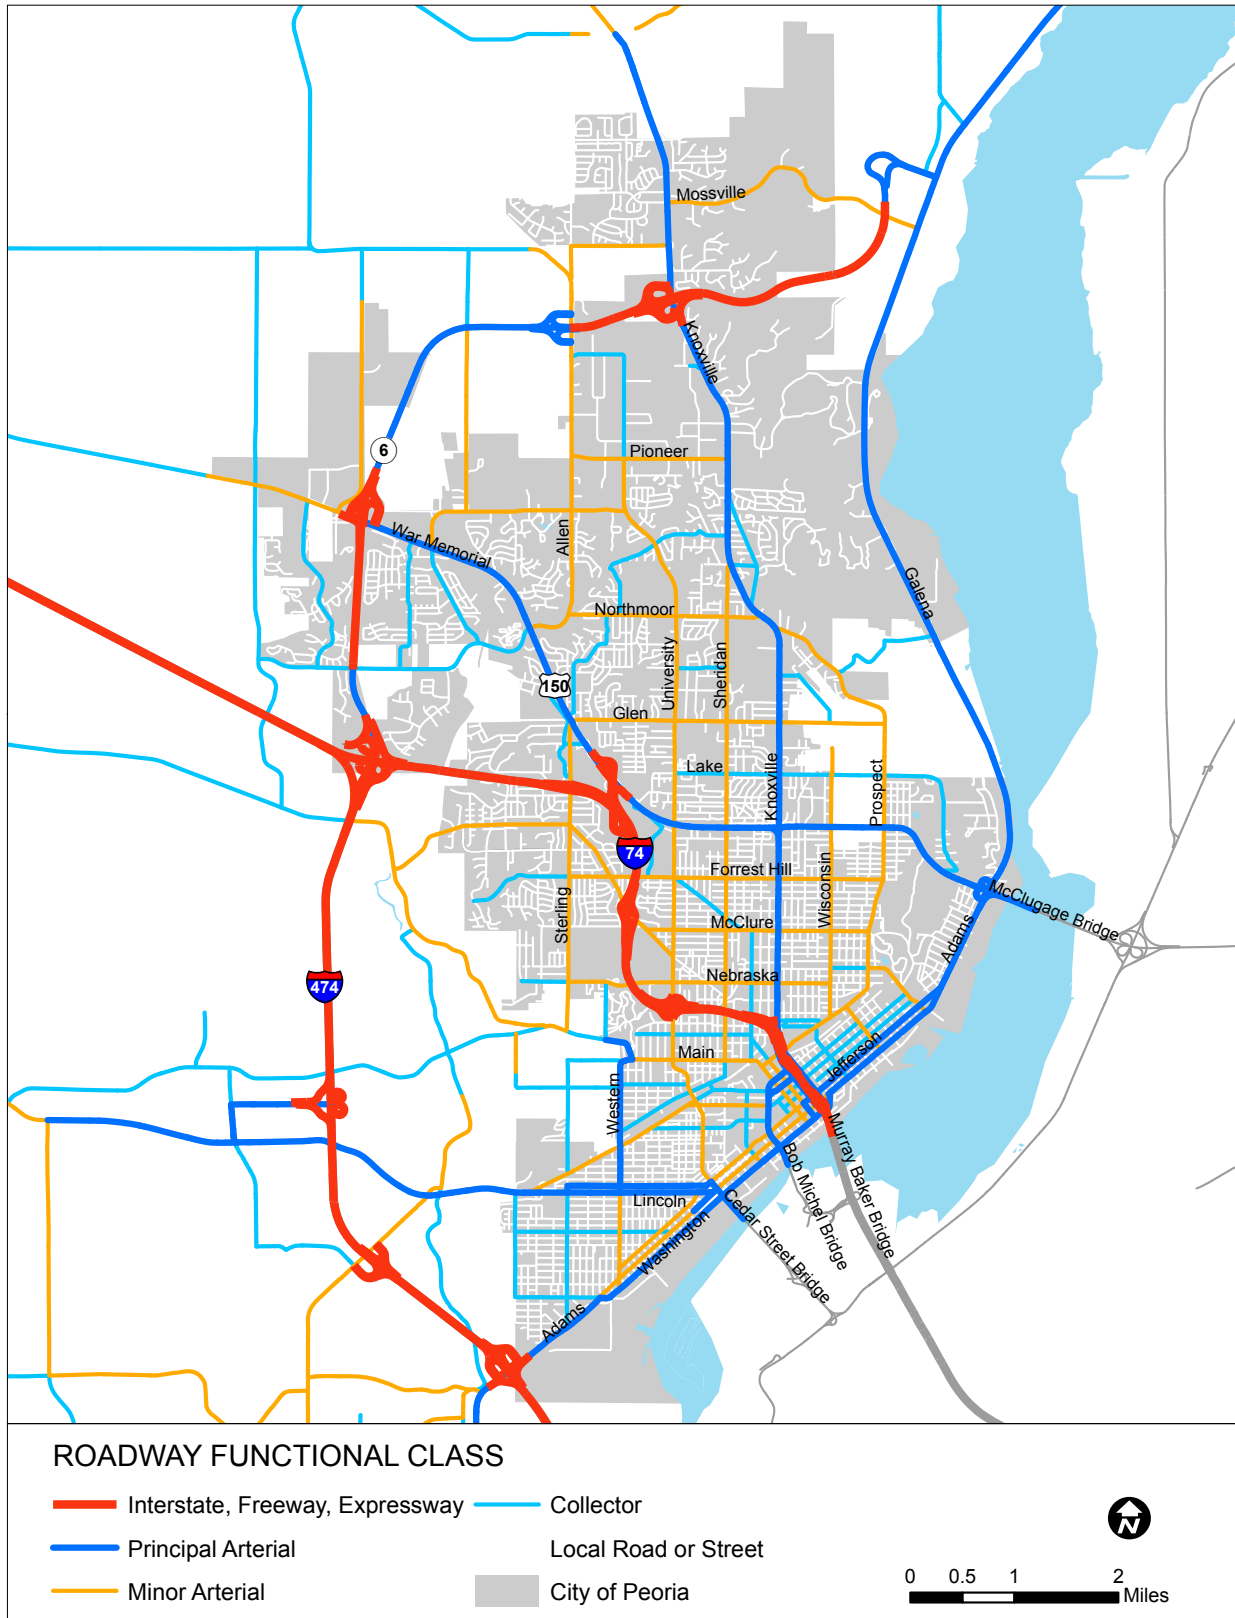 Mossville
Knoxville
6
Pioneer
War Memorial
Allen
Galena
Northmoor
University
Sheridan
150
Glen
Lake
Knoxville
Prospect
74
Forrest Hill
Wisconsin
McClugage Bridge
Sterling
McClure
Adams
Nebraska
474
Main
Jefferson
Western
Murray Baker Bridge
Bob Michel Bridge
Lincoln
Cedar Street Bridge
Washington
Adams
ROADWAY FUNCTIONAL CLASS
Interstate, Freeway, Expressway
Collector
Principal Arterial
Local Road or Street
Minor Arterial
City of Peoria
N
0 0.5 1 2
Miles